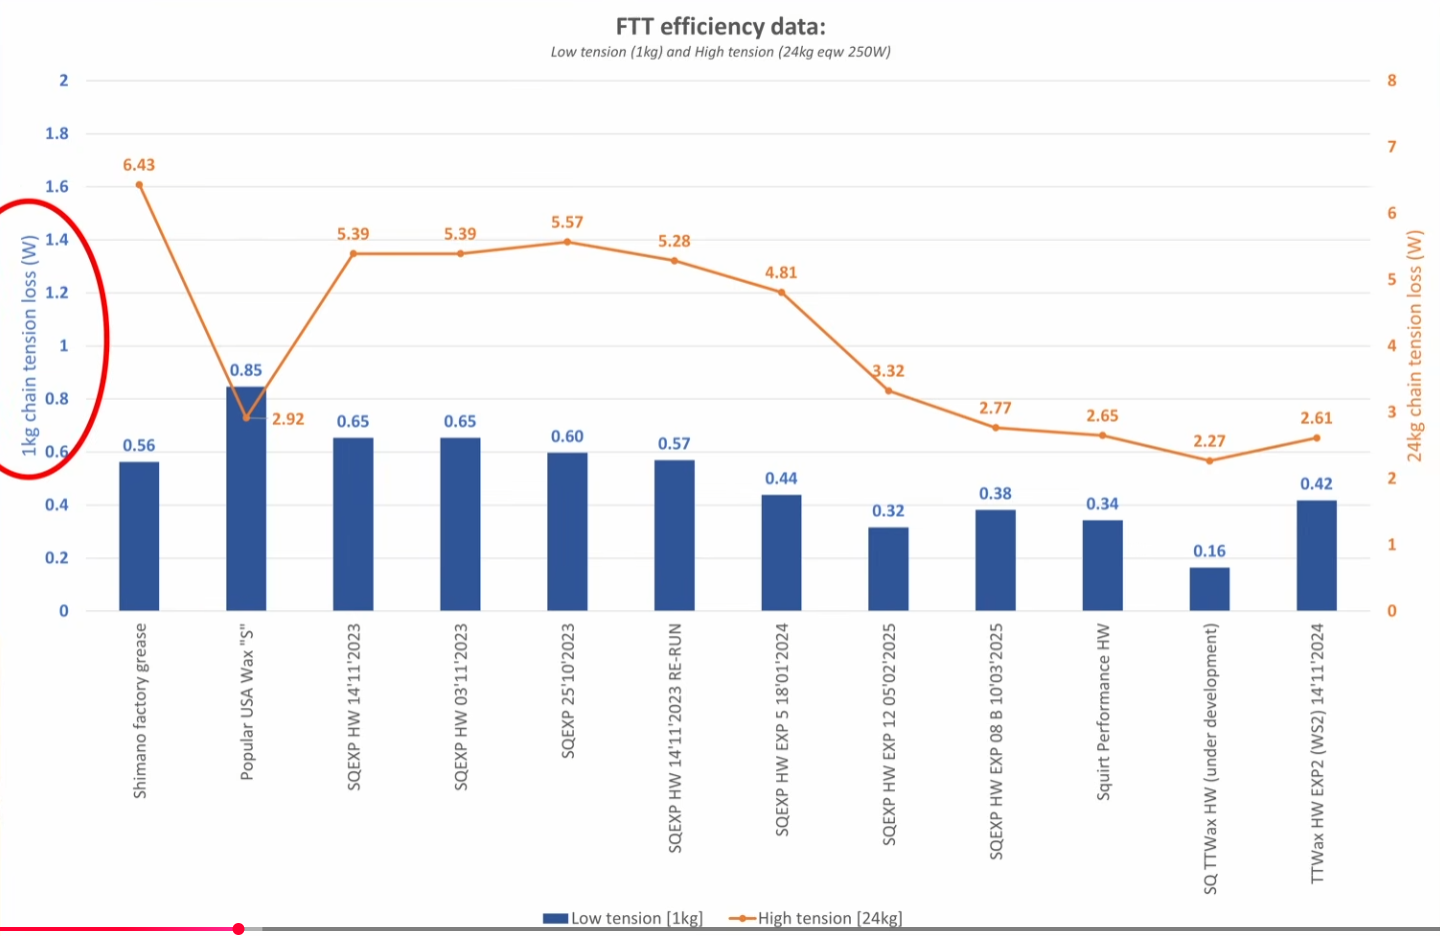 FTT efficiency data:
Low tension (1kg) and High tension (24kg eqw 250W)
2
1.8
1.6
1.4
1.2
1
0.8
0.6
0.4
0.2
0
1kg chain tension loss (W)
8
7
6
5
4
3
2
1
0
24kg chain tension loss (W)
6.43
2.92
5.39
5.39
5.57
5.28
4.81
3.32
2.77
2.65
2.27
2.61
0.56
0.85
0.65
0.65
0.60
0.57
0.44
0.32
0.38
0.34
0.16
0.42
Shimano factory grease
Popular USA Wax "S"
SQEXP HW 14'11'2023
SQEXP HW 03'11'2023
SQEXP 25'10'2023
SQEXP HW 14'11'2023 RE-RUN
SQEXP HW EXP 5 18'01'2024
SQEXP HW EXP 12 05'02'2025
SQEXP HW EXP 08 B 10'03'2025
Squirt Performance HW
SQ TTWax HW (under development)
TTWax HW EXP2 (WS2) 14'11'2024
Low tension [1kg]
High tension [24kg]